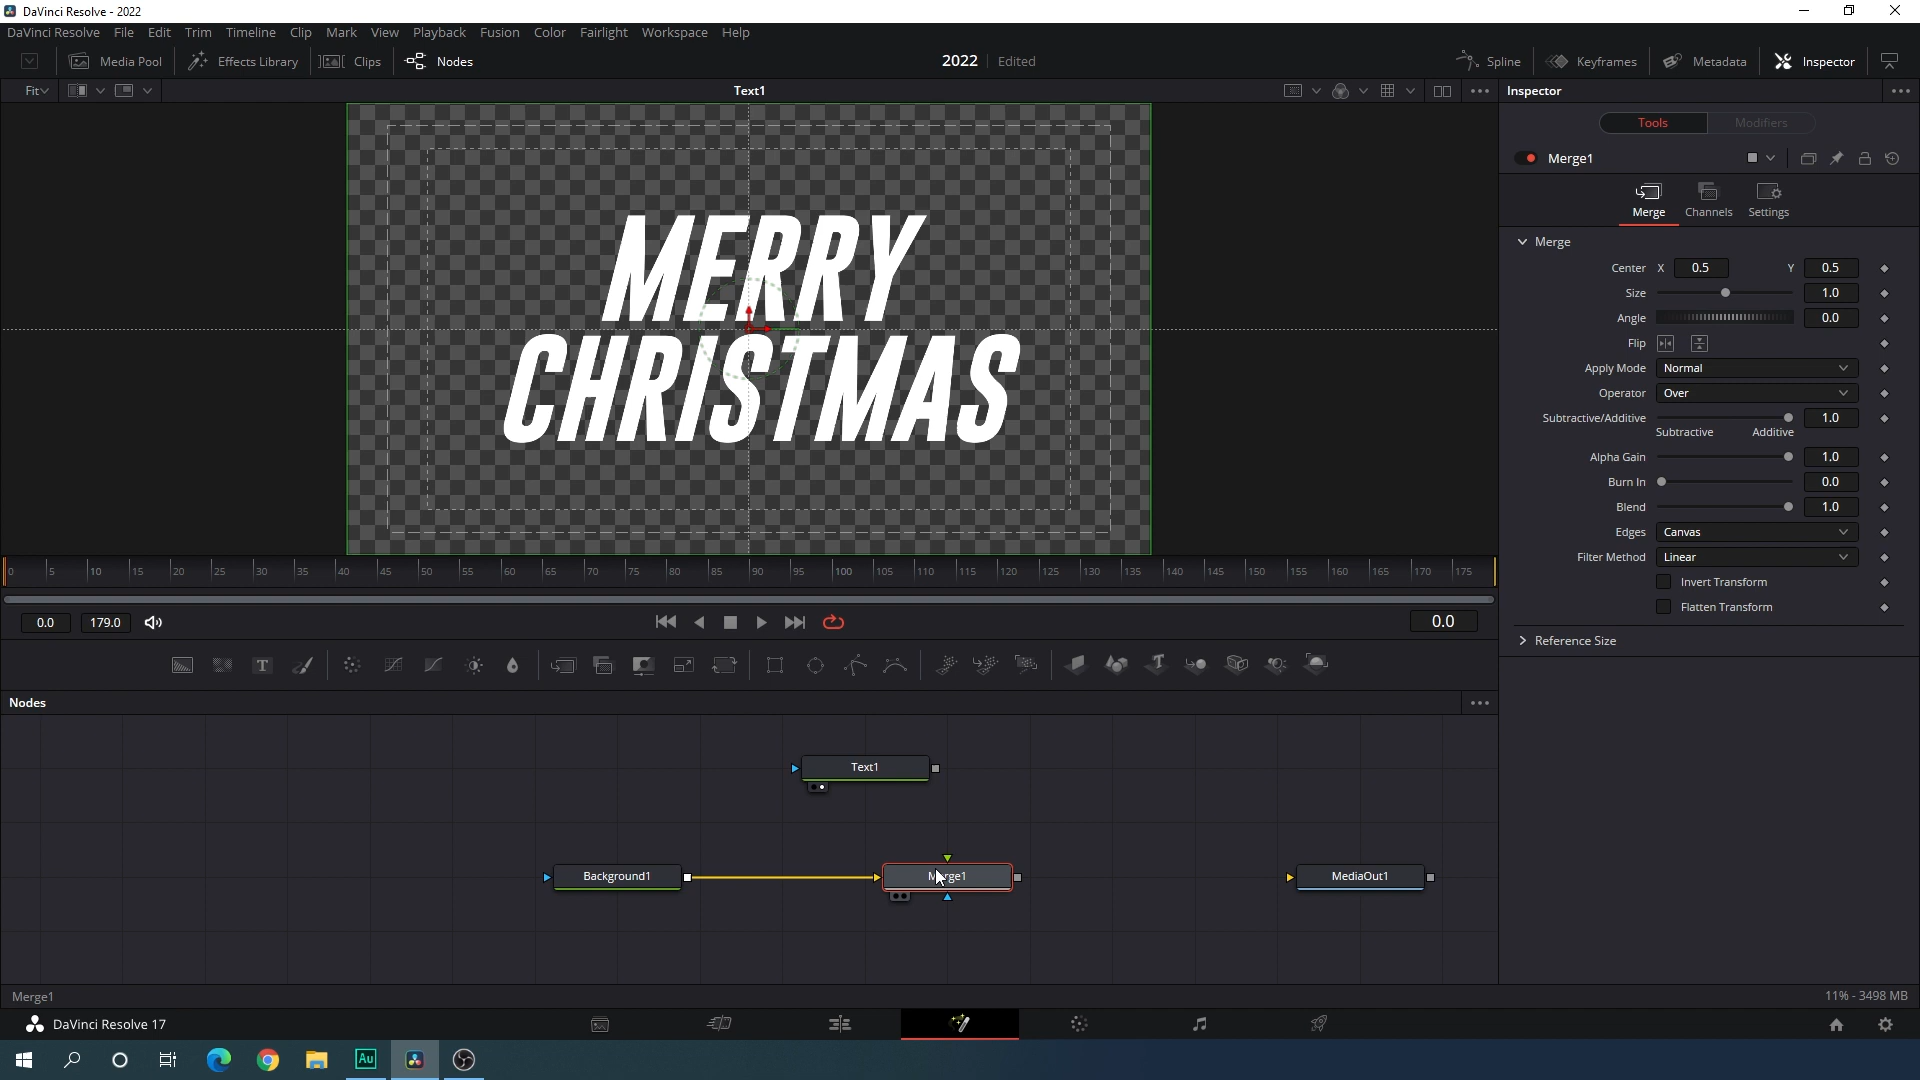 DaVinci Resolve - 2022
DaVinci Resolve File Edit Trim Timeline Clip Mark View Playback Fusion Color Fairlight Workspace Help
Media Pool Effects Library Clips Nodes 2022 Edited Spline Keyframes Metadata Inspector
Fit Text1 Inspector
Tools Modifiers
Merge1
Merge Channels Settings
Merge
Center X 0.5 Y 0.5
Size 1.0
Angle 0.0
Flip
Apply Mode Normal
Operator Over
Subtractive/Additive 1.0
Subtractive Additive
Alpha Gain 1.0
Burn In 0.0
Blend 1.0
Edges Canvas
Filter Method Linear
Invert Transform
Flatten Transform
Reference Size
MERRY
CHRISTMAS
0 5 10 15 20 25 30 35 40 45 50 55 60 65 70 75 80 85 90 95 100 105 110 115 120 125 130 135 140 145 150 155 160 165 170 175
0.0 179.0 0.0
T T
Nodes
Text1
Background1 Merge1 MediaOut1
Merge1 11% - 3498 MB
DaVinci Resolve 17
Au